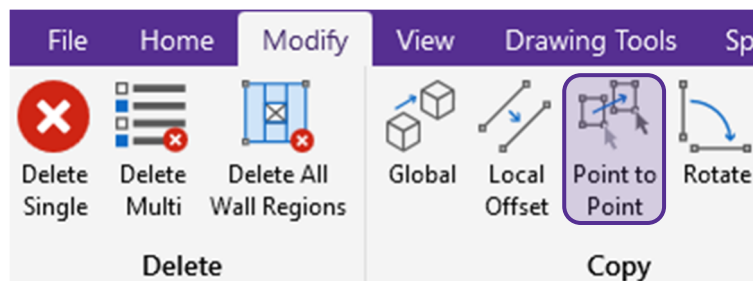 File Home Modify View Drawing Tools Sp
Delete Delete Delete All Global Local Point to Rotate
Single Multi Wall Regions Offset Point
Delete Copy